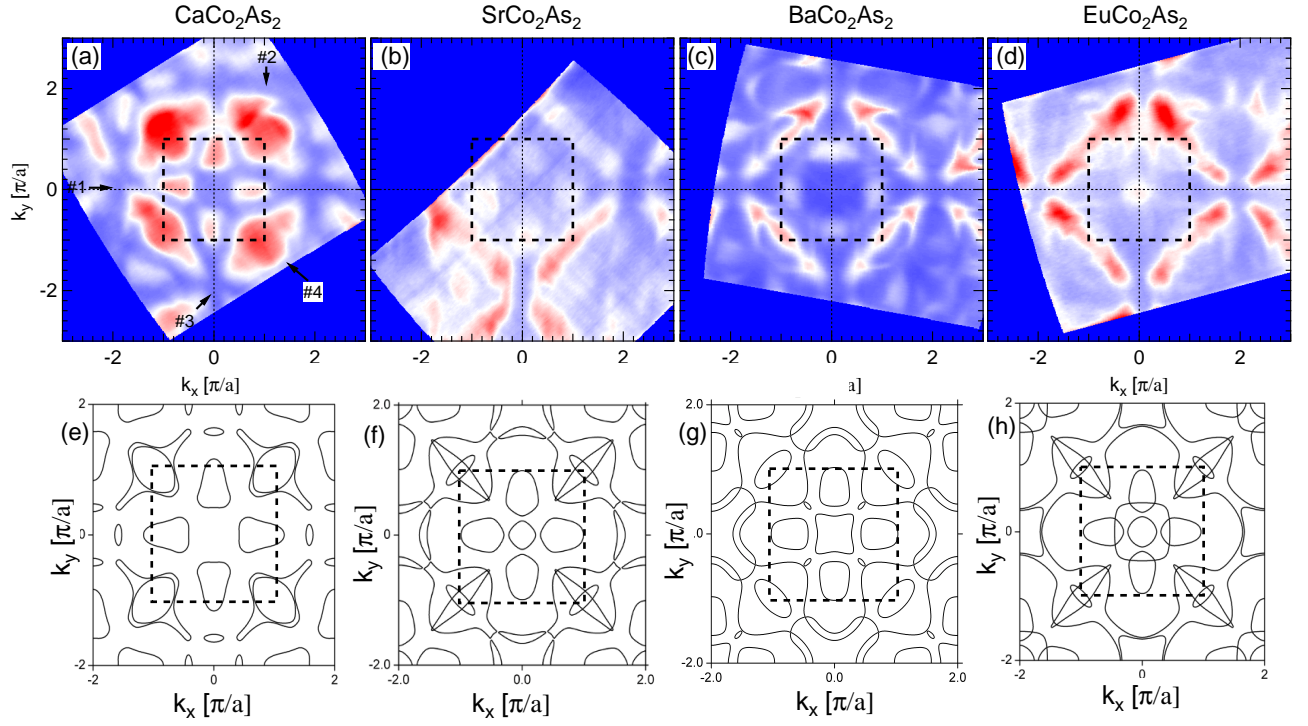 CaCo2As2 SrCo2As2 BaCo2As2 EuCo2As2
(a) (b) (c) (d)
#2
#1
#4
#3
ky [π/a]
2
0
-2
-2 0 2 -2 0 2 -2 0 2 -2 0 2
kx [π/a] kx [π/a] a] kx [π/a]
(e) (f) (g) (h)
ky [π/a] ky [π/a] ky [π/a] ky [π/a]
2 2.0 2.0 2
0 0 0.0 0
-2 -2.0 -2.0 -2
-2 0 2 -2.0 0.0 2.0 -2.0 0.0 2.0 -2 0 2
kx [π/a] kx [π/a] kx [π/a] kx [π/a]